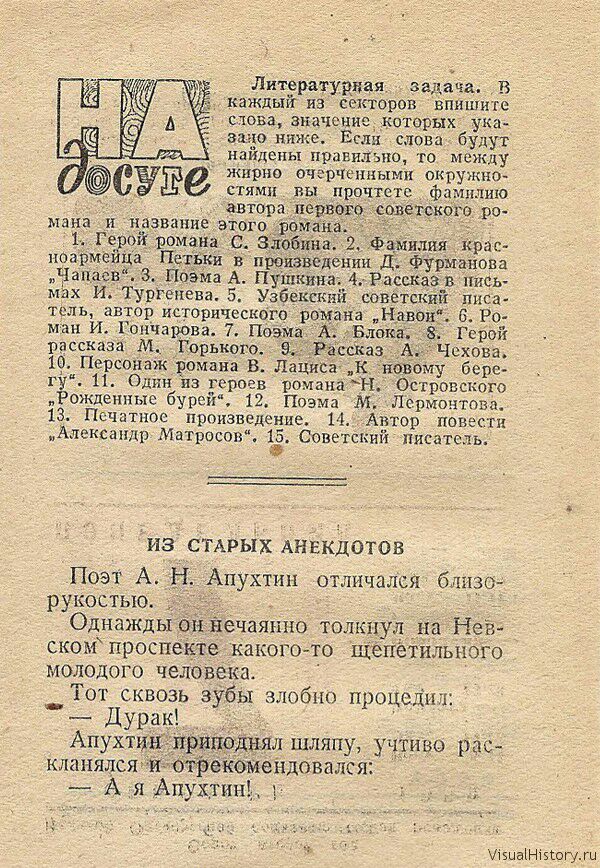 НА
досуге
Литературная задача. В
каждый из секторов впишите
слова, значение которых ука-
зано ниже. Если слова будут
найдены правильно, то между
жирно очерченными окружно-
стями вы прочтете фамилию
автора первого советского ро-
мана и название этого романа.
1. Герой романа С. Злобина. 2. Фамилия крас-
ноармейца Петьки в произведении Д. Фурманова
„Чапаев“. 3. Поэма А. Пушкина. 4. Рассказ в пись-
мах И. Тургенева. 5. Узбекский советский писа-
тель, автор исторического романа „Навои“. 6. Ро-
ман И. Гончарова. 7. Поэма А. Блока. 8. Герой
рассказа М. Горького. 9. Рассказ А. Чехова.
10. Персонаж романа В. Лациса „К новому бере-
гу“. 11. Один из героев романа Н. Островского
„Рожденные бурей“. 12. Поэма М. Лермонтова.
13. Печатное произведение. 14. Автор повести
„Александр Матросов“. 15. Советский писатель.
ИЗ СТАРЫХ АНЕКДОТОВ
Поэт А. Н. Апухтин отличался близо-
рукостью.
Однажды он нечаянно толкнул на Нев-
ском проспекте какого-то щепетильного
молодого человека.
Тот сквозь зубы злобно процедил:
— Дурак!
Апухтин приподнял шляпу, учтиво рас-
кланялся и отрекомендовался:
— А я Апухтин!
VisualHistory.ru